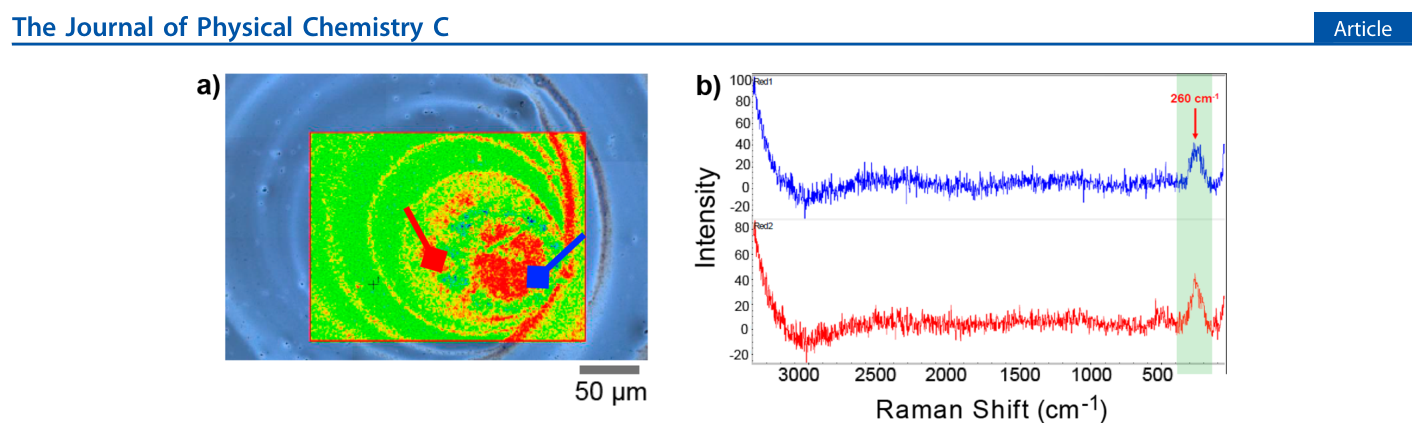 The Journal of Physical Chemistry C
Article
a)
50 µm
b)
Intensity
100
80
60
40
20
0
-20
Red1
260 cm-1
80
60
40
20
0
-20
Red2
3000 2500 2000 1500 1000 500
Raman Shift (cm-1)